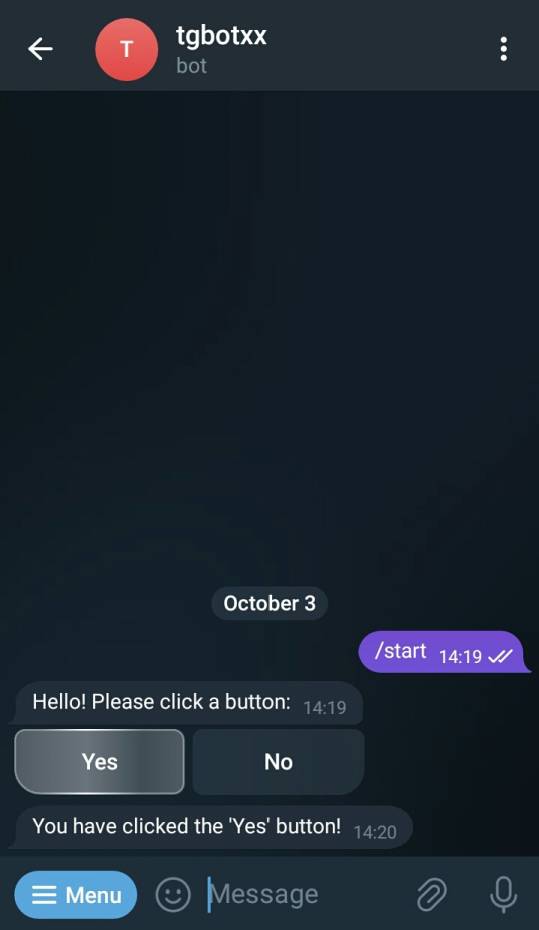 T
tgbotxx
bot
October 3
/start 14:19
Hello! Please click a button: 14:19
Yes
No
You have clicked the 'Yes' button! 14:20
Menu
Message